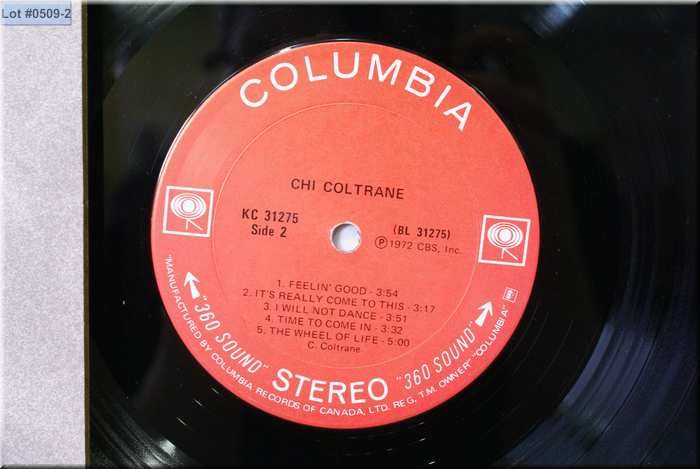 Lot #0509-2
COLUMBIA
CHI COLTRANE
KC 31275
Side 2
(BL 31275)
Ⓟ1972 CBS, Inc.
1. FEELIN' GOOD - 3:54
2. IT'S REALLY COME TO THIS - 3:17
3. I WILL NOT DANCE - 3:51
4. TIME TO COME IN - 3:32
5. THE WHEEL OF LIFE - 5:00
C. Coltrane
"360 SOUND" STEREO "360 SOUND"
"MANUFACTURED BY COLUMBIA RECORDS OF CANADA, LTD. REG. T.M. OWNER" "COLUMBIA"